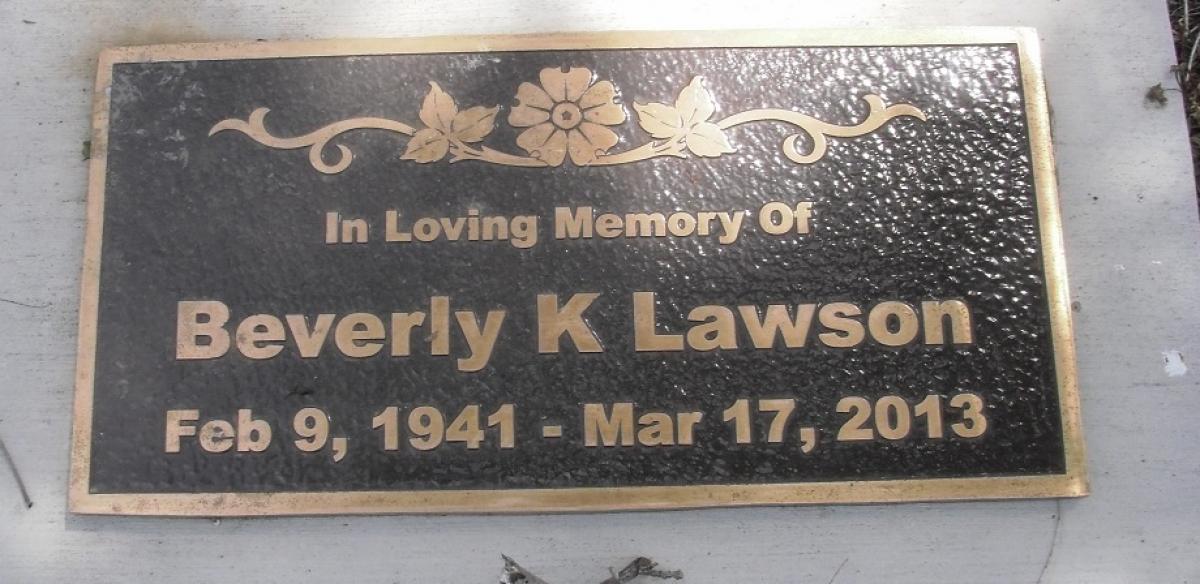 In Loving Memory Of
Beverly K Lawson
Feb 9, 1941 - Mar 17, 2013